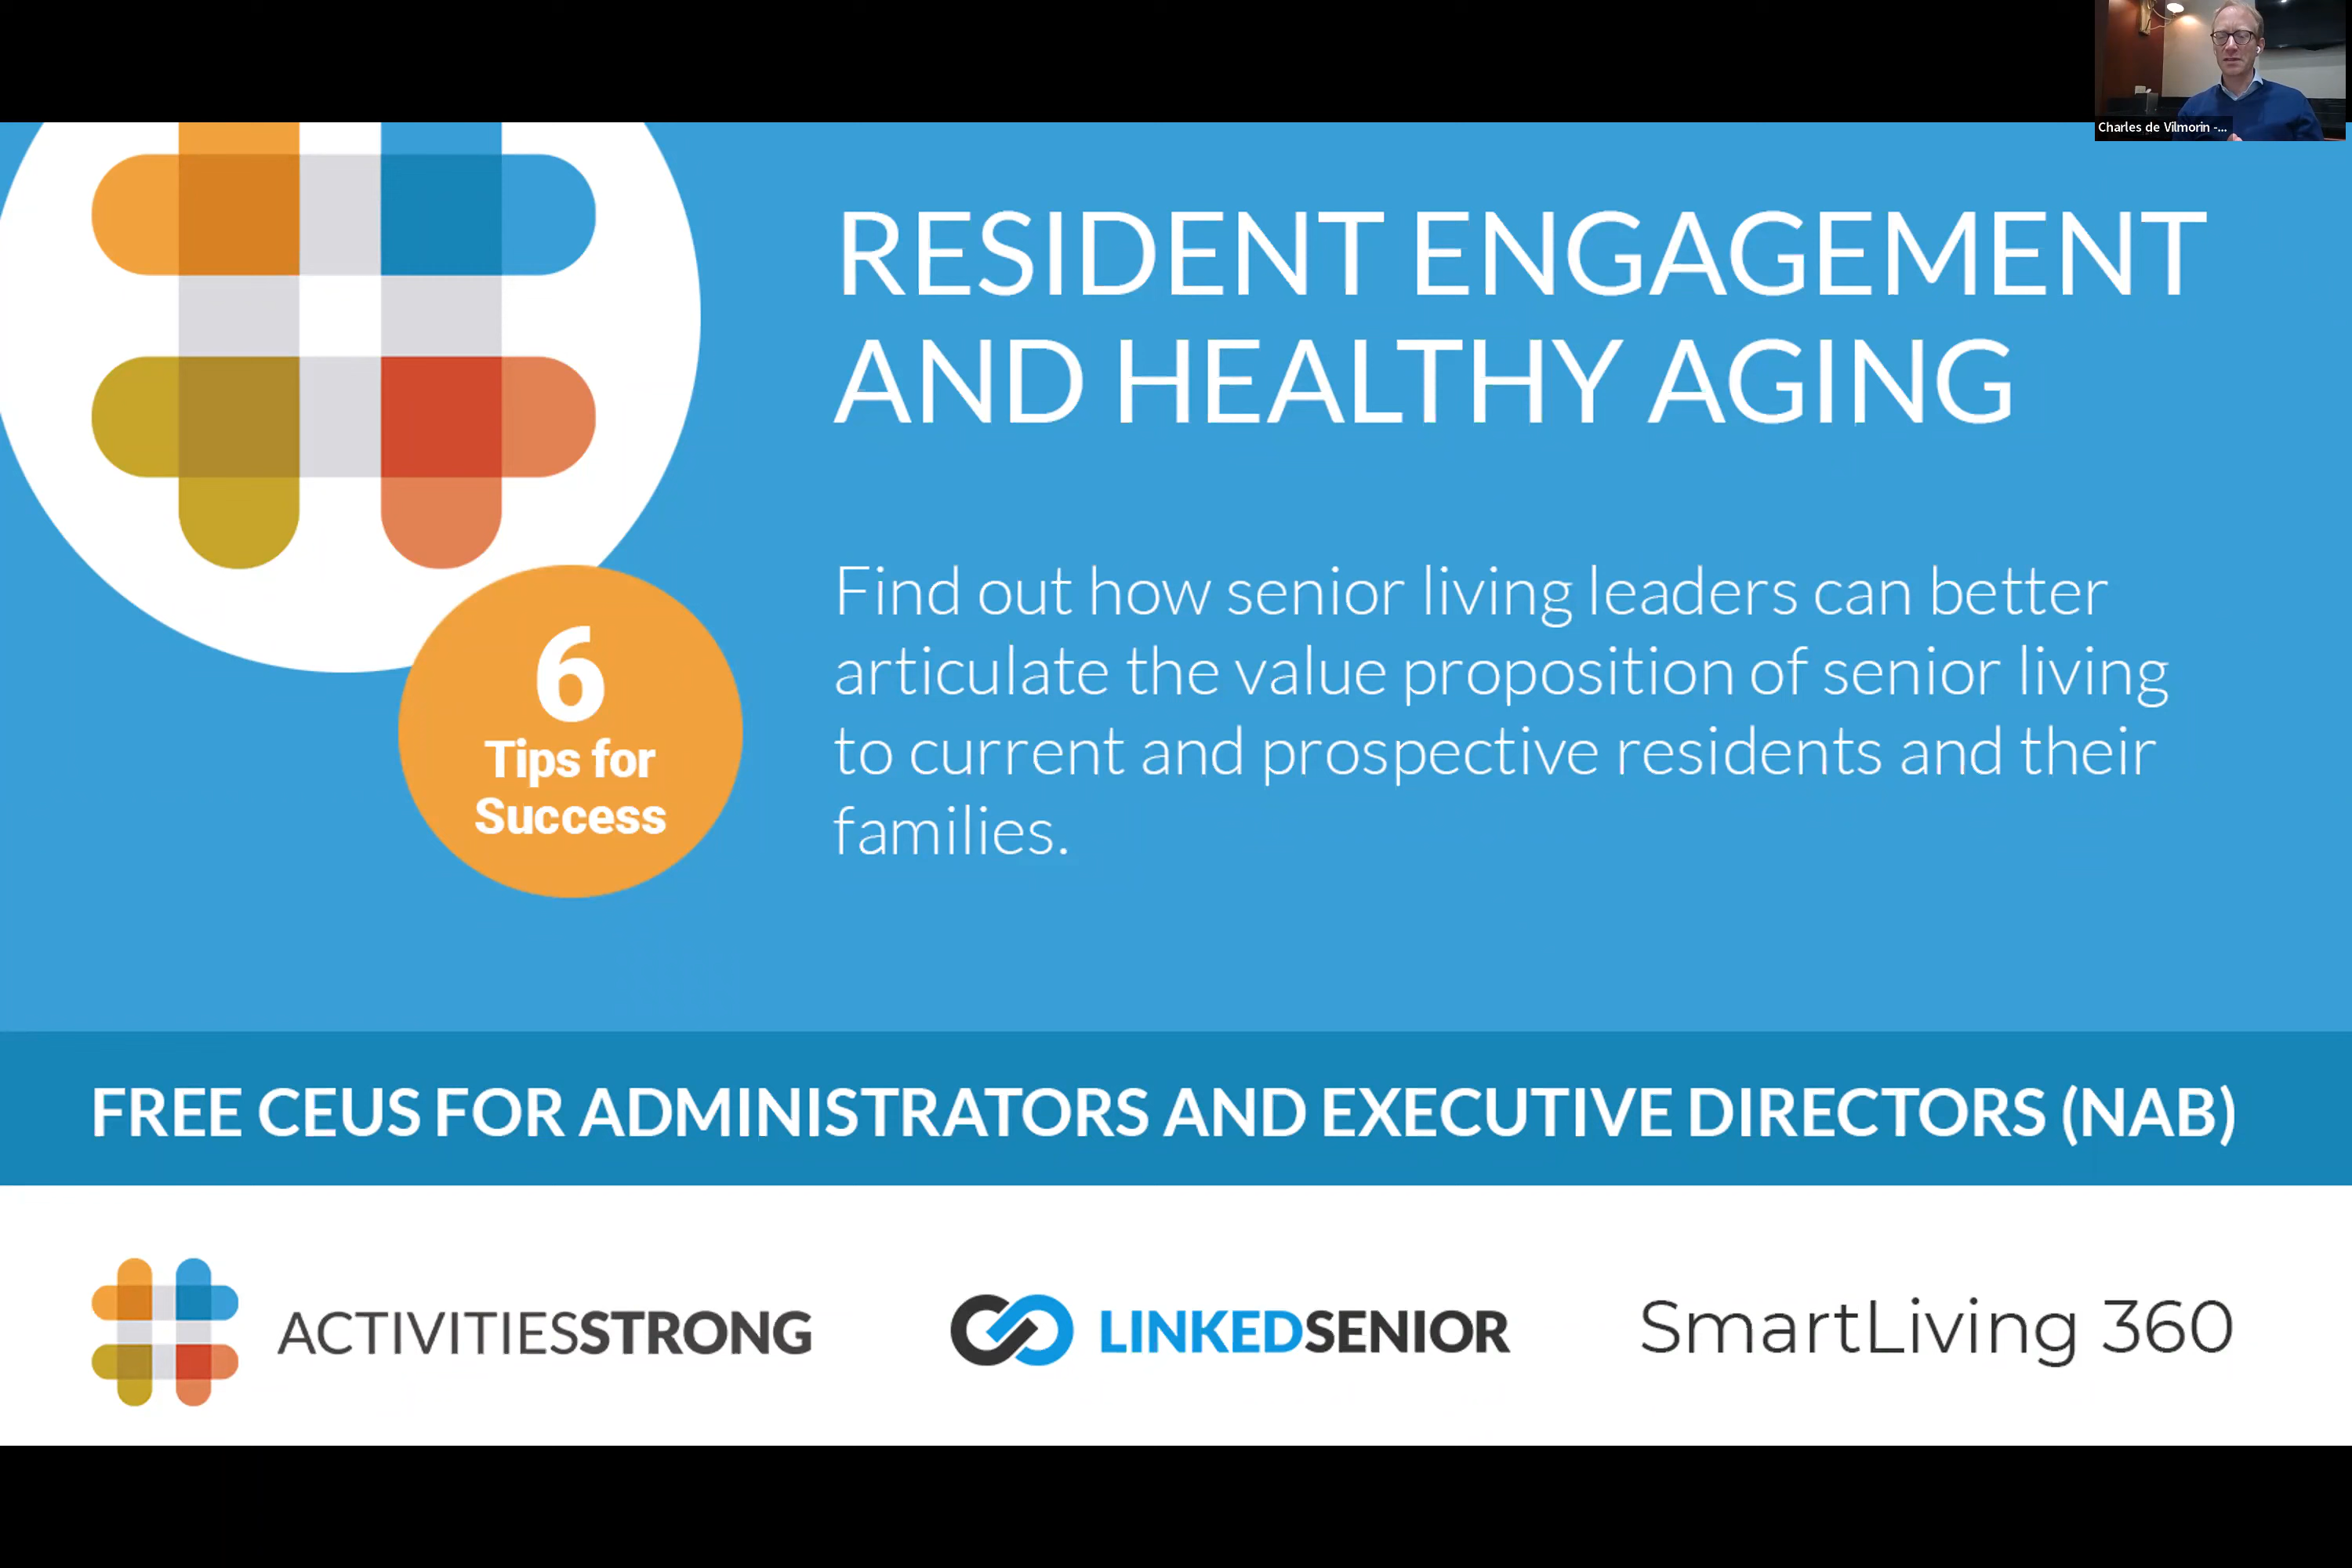 Charles de Vilmorin -...
RESIDENT ENGAGEMENT
AND HEALTHY AGING
Find out how senior living leaders can better
articulate the value proposition of senior living
to current and prospective residents and their
families.
6
Tips for
Success
FREE CEUS FOR ADMINISTRATORS AND EXECUTIVE DIRECTORS (NAB)
ACTIVITIESSTRONG
LINKEDSENIOR
SmartLiving 360